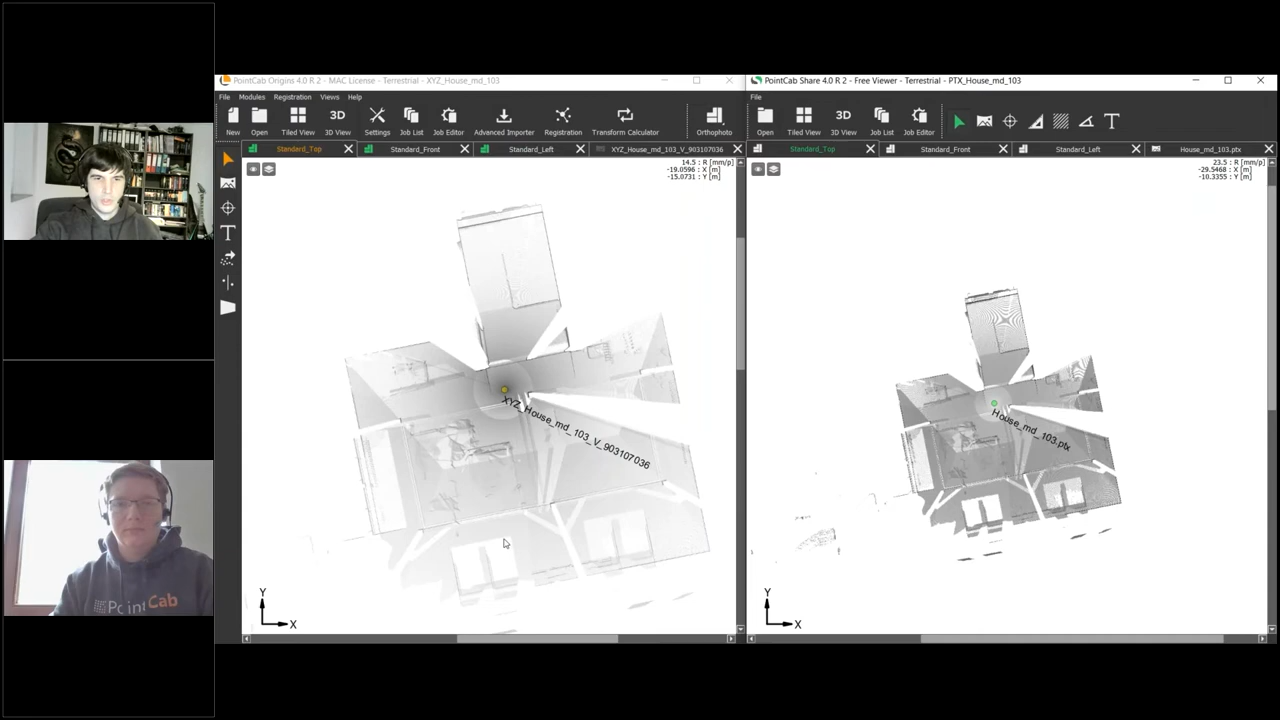 PointCab Origins 4.0 R 2 - MAC License - Terrestrial - XYZ_House_md_103
File Modules Registration Views Help
New Open Tiled View 3D 3D View Settings Job List Job Editor Advanced Importer Registration Transform Calculator Orthophoto
Standard_Top Standard_Front Standard_Left XYZ_House_md_103_V_903107036
14.5 : R [mm/p]
-19.0596 : X [m]
-15.0731 : Y [m]
T
XYZ_House_md_103_V_903107036
Y
X
PointCab Share 4.0 R 2 - Free Viewer - Terrestrial - PTX_House_md_103
File
Open Tiled View 3D 3D View Job List Job Editor T
Standard_Top Standard_Front Standard_Left House_md_103.ptx
23.5 : R [mm/p]
-29.5468 : X [m]
-10.3355 : Y [m]
House_md_103.ptx
Y
X
PointCab